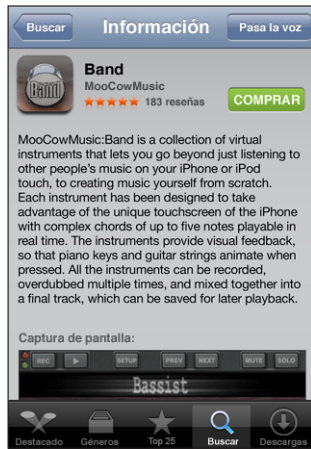 Buscar
Información
Pasa la voz
Band
Band
MooCowMusic
183 reseñas
COMPRAR
MooCowMusic:Band is a collection of virtual
instruments that lets you go beyond just listening to
other people's music on your iPhone or iPod
touch, to creating music yourself from scratch.
Each instrument has been designed to take
advantage of the unique touchscreen of the iPhone
with complex chords of up to five notes playable in
real time. The instruments provide visual feedback,
so that piano keys and guitar strings animate when
pressed. All the instruments can be recorded,
overdubbed multiple times, and mixed together into
a final track, which can be saved for later playback.
Captura de pantalla:
REC SETUP PREV NEXT MUTE SOLO
Bassist
Destacado Géneros Top 25 Buscar Descargas